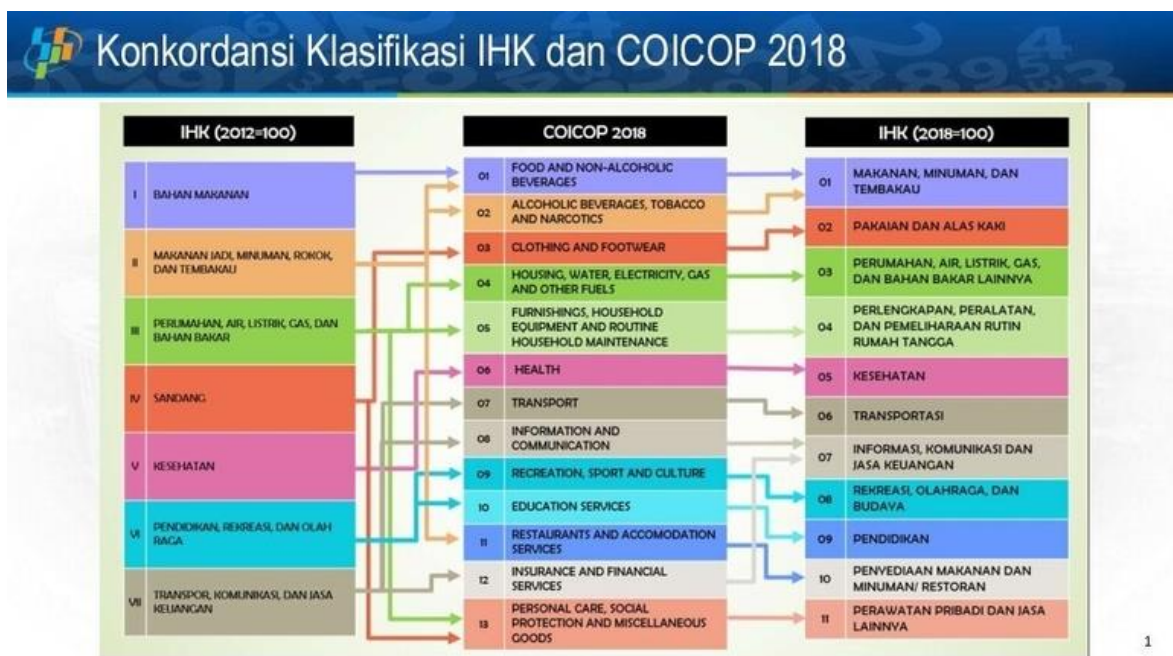 Konkordansi Klasifikasi IHK dan COICOP 2018
IHK (2012=100)
I BAHAN MAKANAN
II MAKANAN JADI, MINUMAN, ROKOK,
DAN TEMBAKAU
III PERUMAHAN, AIR, LISTRIK, GAS, DAN
BAHAN BAKAR
IV SANDANG
V KESEHATAN
VI PENDIDIKAN, REKREASI, DAN OLAH
RAGA
VII TRANSPOR, KOMUNIKASI, DAN JASA
KEUANGAN
COICOP 2018
01 FOOD AND NON-ALCOHOLIC
BEVERAGES
02 ALCOHOLIC BEVERAGES, TOBACCO
AND NARCOTICS
03 CLOTHING AND FOOTWEAR
04 HOUSING, WATER, ELECTRICITY, GAS
AND OTHER FUELS
05 FURNISHINGS, HOUSEHOLD
EQUIPMENT AND ROUTINE
HOUSEHOLD MAINTENANCE
06 HEALTH
07 TRANSPORT
08 INFORMATION AND
COMMUNICATION
09 RECREATION, SPORT AND CULTURE
10 EDUCATION SERVICES
11 RESTAURANTS AND ACCOMODATION
SERVICES
12 INSURANCE AND FINANCIAL
SERVICES
13 PERSONAL CARE, SOCIAL
PROTECTION AND MISCELLANEOUS
GOODS
IHK (2018=100)
01 MAKANAN, MINUMAN, DAN
TEMBAKAU
02 PAKAIAN DAN ALAS KAKI
03 PERUMAHAN, AIR, LISTRIK, GAS,
DAN BAHAN BAKAR LAINNYA
04 PERLENGKAPAN, PERALATAN,
DAN PEMELIHARAAN RUTIN
RUMAH TANGGA
05 KESEHATAN
06 TRANSPORTASI
07 INFORMASI, KOMUNIKASI DAN
JASA KEUANGAN
08 REKREASI, OLAHRAGA, DAN
BUDAYA
09 PENDIDIKAN
10 PENYEDIAAN MAKANAN DAN
MINUMAN/ RESTORAN
11 PERAWATAN PRIBADI DAN JASA
LAINNYA
1